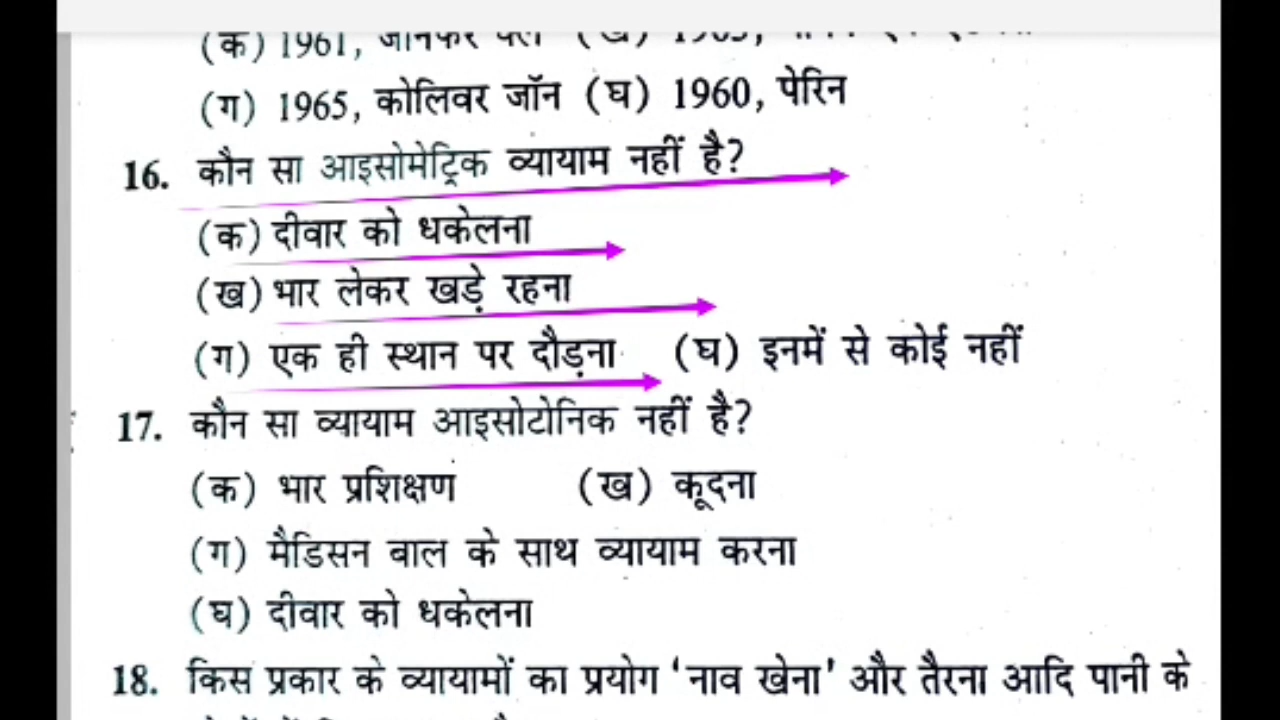 (क) 1961,
(ग) 1965, कोलिवर जॉन (घ) 1960, पेरिन
16. कौन सा आइसोमेट्रिक व्यायाम नहीं है?
(क) दीवार को धकेलना
(ख) भार लेकर खड़े रहना
(ग) एक ही स्थान पर दौड़ना (घ) इनमें से कोई नहीं
17. कौन सा व्यायाम आइसोटोनिक नहीं है?
(क) भार प्रशिक्षण (ख) कूदना
(ग) मैडिसन बाल के साथ व्यायाम करना
(घ) दीवार को धकेलना
18. किस प्रकार के व्यायामों का प्रयोग 'नाव खेना' और तैरना आदि पानी के